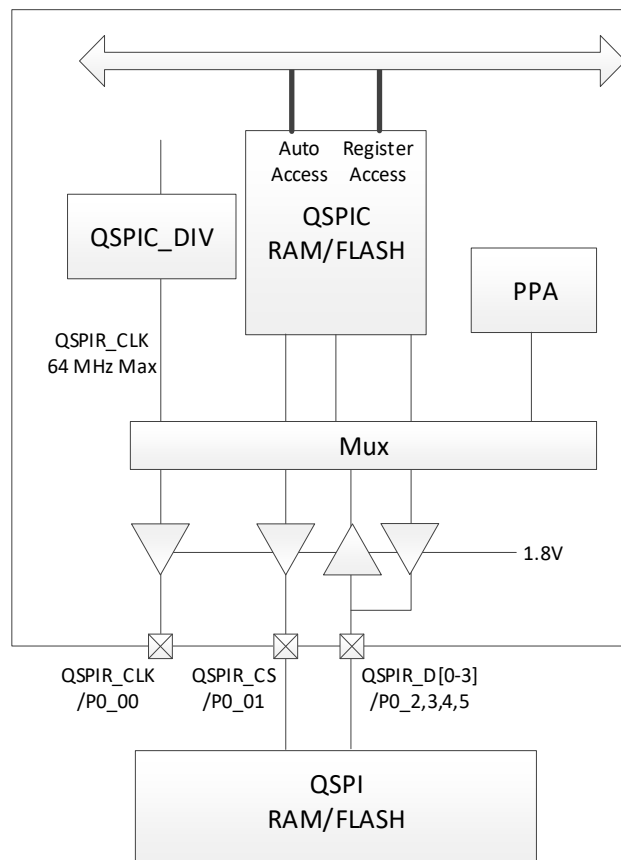 Auto
Access
Register
Access
QSPIC
RAM/FLASH
QSPIC_DIV
PPA
QSPIR_CLK
64 MHz Max
Mux
1.8V
QSPIR_CLK
/P0_00
QSPIR_CS
/P0_01
QSPIR_D[0-3]
/P0_2,3,4,5
QSPI
RAM/FLASH